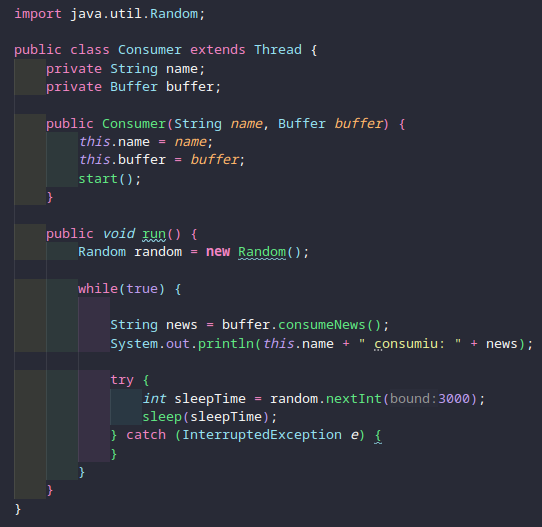 import java.util.Random;
public class Consumer extends Thread {
private String name;
private Buffer buffer;
public Consumer(String name, Buffer buffer) {
this.name = name;
this.buffer = buffer;
start();
}
public void run() {
Random random = new Random();
while(true) {
String news = buffer.consumeNews();
System.out.println(this.name + " consumiu: " + news);
try {
int sleepTime = random.nextInt(bound:3000);
sleep(sleepTime);
} catch (InterruptedException e) {
}
}
}
}